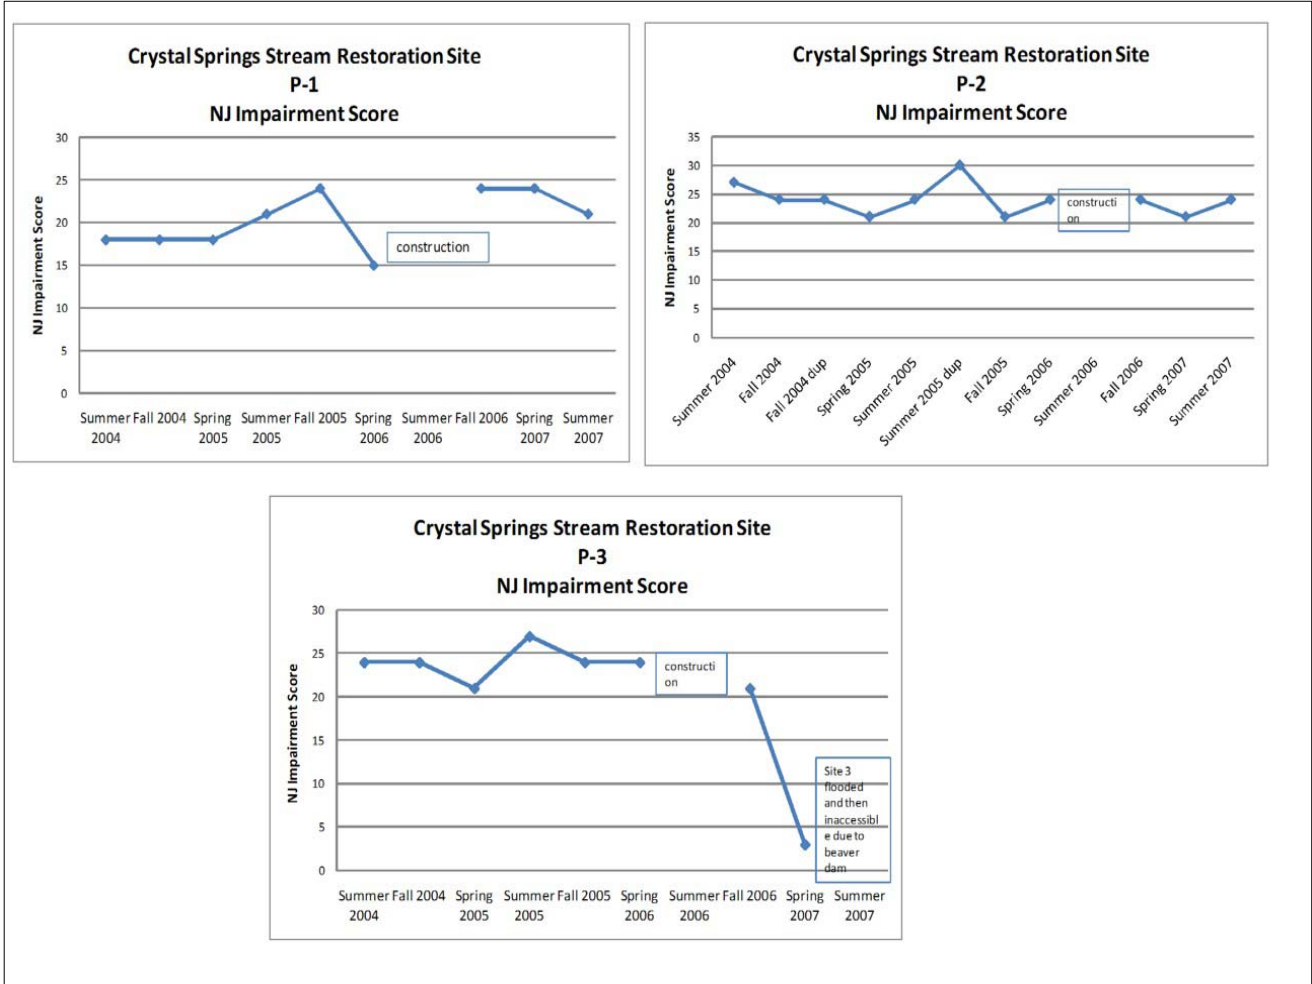 Crystal Springs Stream Restoration Site
P-1
NJ Impairment Score
30
25
20
15
10
5
0
NJ Impairment Score
construction
Summer Fall 2004 Spring Summer Fall 2005 Spring Summer Fall 2006 Spring Summer
2004 2005 2005 2006 2006 2007 2007
Crystal Springs Stream Restoration Site
P-2
NJ Impairment Score
35
30
25
20
15
10
5
0
NJ Impairment Score
constructi
on
Summer 2004
Fall 2004
Fall 2004 dup
Spring 2005
Summer 2005
Summer 2005 dup
Fall 2005
Spring 2006
Summer 2006
Fall 2006
Spring 2007
Summer 2007
Crystal Springs Stream Restoration Site
P-3
NJ Impairment Score
30
25
20
15
10
5
0
NJ Impairment Score
constructi
on
Site 3
flooded
and then
inaccessibl
e due to
beaver
dam
Summer Fall 2004 Spring Summer Fall 2005 Spring Summer Fall 2006 Spring Summer
2004 2005 2005 2006 2006 2007 2007